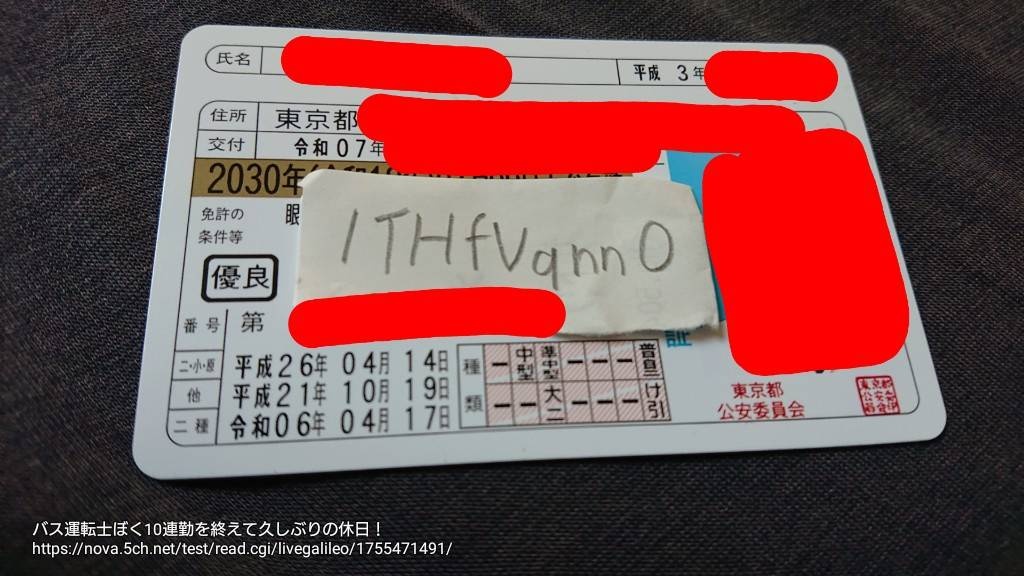 氏名
平成 3年
住所 東京都
交付 令和07年
2030年
免許の
条件等
眼
1THfVqnn0
優良
番号 第
二・小・原 平成26年 04月 14日
他 平成21年 10月 19日
二種 令和06年 04月 17日
種類
中型 準中型 普自二
大二 け引
東京都
公安委員会
バス運転士ぼく10連勤を終えて久しぶりの休日！
https://nova.5ch.net/test/read.cgi/livegalileo/1755471491/